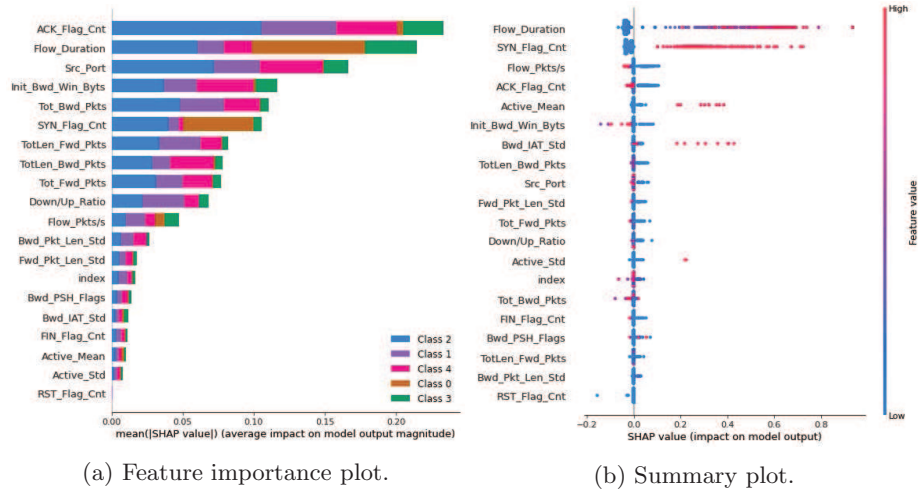 ACK_Flag_Cnt
Flow_Duration
Src_Port
Init_Bwd_Win_Byts
Tot_Bwd_Pkts
SYN_Flag_Cnt
TotLen_Fwd_Pkts
TotLen_Bwd_Pkts
Tot_Fwd_Pkts
Down/Up_Ratio
Flow_Pkts/s
Bwd_Pkt_Len_Std
Fwd_Pkt_Len_Std
index
Bwd_PSH_Flags
Bwd_IAT_Std
FIN_Flag_Cnt
Active_Mean
Active_Std
RST_Flag_Cnt
Class 2
Class 1
Class 4
Class 0
Class 3
0.00 0.05 0.10 0.15 0.20
mean(|SHAP value|) (average impact on model output magnitude)
(a) Feature importance plot.
Flow_Duration
SYN_Flag_Cnt
Flow_Pkts/s
ACK_Flag_Cnt
Active_Mean
Init_Bwd_Win_Byts
Bwd_IAT_Std
TotLen_Bwd_Pkts
Src_Port
Fwd_Pkt_Len_Std
Tot_Fwd_Pkts
Down/Up_Ratio
Active_Std
index
Tot_Bwd_Pkts
FIN_Flag_Cnt
Bwd_PSH_Flags
TotLen_Fwd_Pkts
Bwd_Pkt_Len_Std
RST_Flag_Cnt
−0.2 0.0 0.2 0.4 0.6 0.8
SHAP value (impact on model output)
High
Feature value
Low
(b) Summary plot.